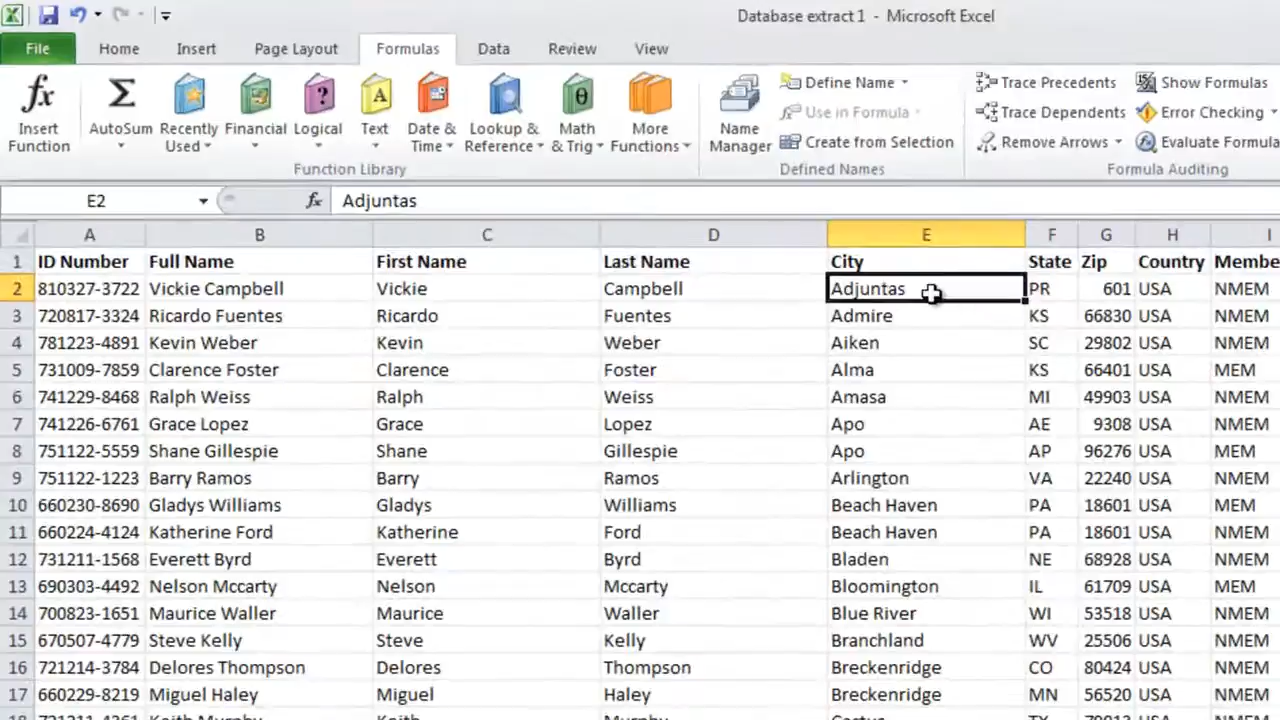 Database extract 1 - Microsoft Excel
File Home Insert Page Layout Formulas Data Review View
fx Σ ? A θ
Insert Function AutoSum Recently Used Financial Logical Text Date & Time Lookup & Reference Math & Trig More Functions Name Manager
Define Name Trace Precedents Show Formulas
Use in Formula Trace Dependents Error Checking
Create from Selection Remove Arrows Evaluate Formula
Function Library Defined Names Formula Auditing
E2 fx Adjuntas
A B C D E F G H I
1 ID Number Full Name First Name Last Name City State Zip Country Membe
2 810327-3722 Vickie Campbell Vickie Campbell Adjuntas PR 601 USA NMEM
3 720817-3324 Ricardo Fuentes Ricardo Fuentes Admire KS 66830 USA NMEM
4 781223-4891 Kevin Weber Kevin Weber Aiken SC 29802 USA NMEM
5 731009-7859 Clarence Foster Clarence Foster Alma KS 66401 USA MEM
6 741229-8468 Ralph Weiss Ralph Weiss Amasa MI 49903 USA NMEM
7 741226-6761 Grace Lopez Grace Lopez Apo AE 9308 USA NMEM
8 751122-5559 Shane Gillespie Shane Gillespie Apo AP 96276 USA MEM
9 751122-1223 Barry Ramos Barry Ramos Arlington VA 22240 USA NMEM
10 660230-8690 Gladys Williams Gladys Williams Beach Haven PA 18601 USA MEM
11 660224-4124 Katherine Ford Katherine Ford Beach Haven PA 18601 USA NMEM
12 731211-1568 Everett Byrd Everett Byrd Bladen NE 68928 USA NMEM
13 690303-4492 Nelson Mccarty Nelson Mccarty Bloomington IL 61709 USA MEM
14 700823-1651 Maurice Waller Maurice Waller Blue River WI 53518 USA NMEM
15 670507-4779 Steve Kelly Steve Kelly Branchland WV 25506 USA NMEM
16 721214-3784 Delores Thompson Delores Thompson Breckenridge CO 80424 USA NMEM
17 660229-8219 Miguel Haley Miguel Haley Breckenridge MN 56520 USA NMEM